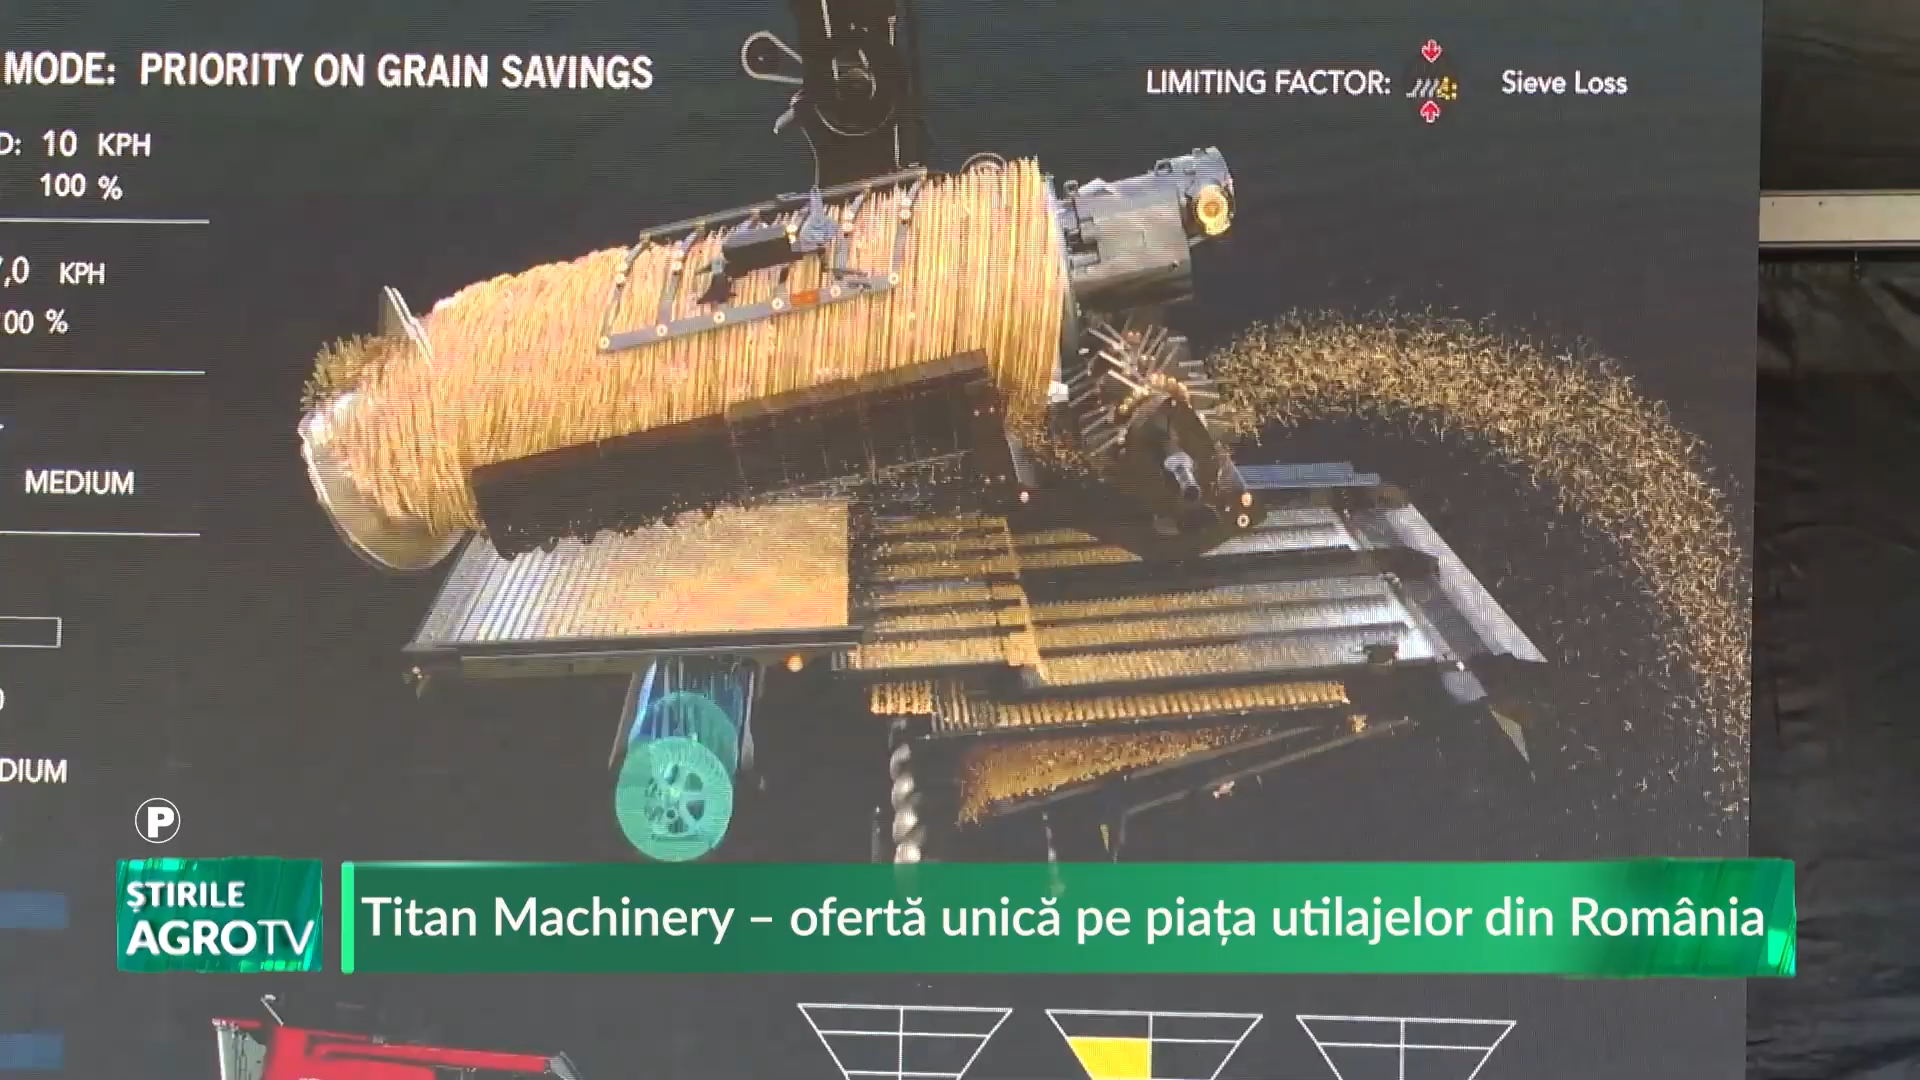 MODE: PRIORITY ON GRAIN SAVINGS
LIMITING FACTOR: Sieve Loss
D: 10 KPH
100 %
7,0 KPH
00 %
MEDIUM
DIUM
P
ȘTIRILE
AGROTV
Titan Machinery – ofertă unică pe piața utilajelor din România